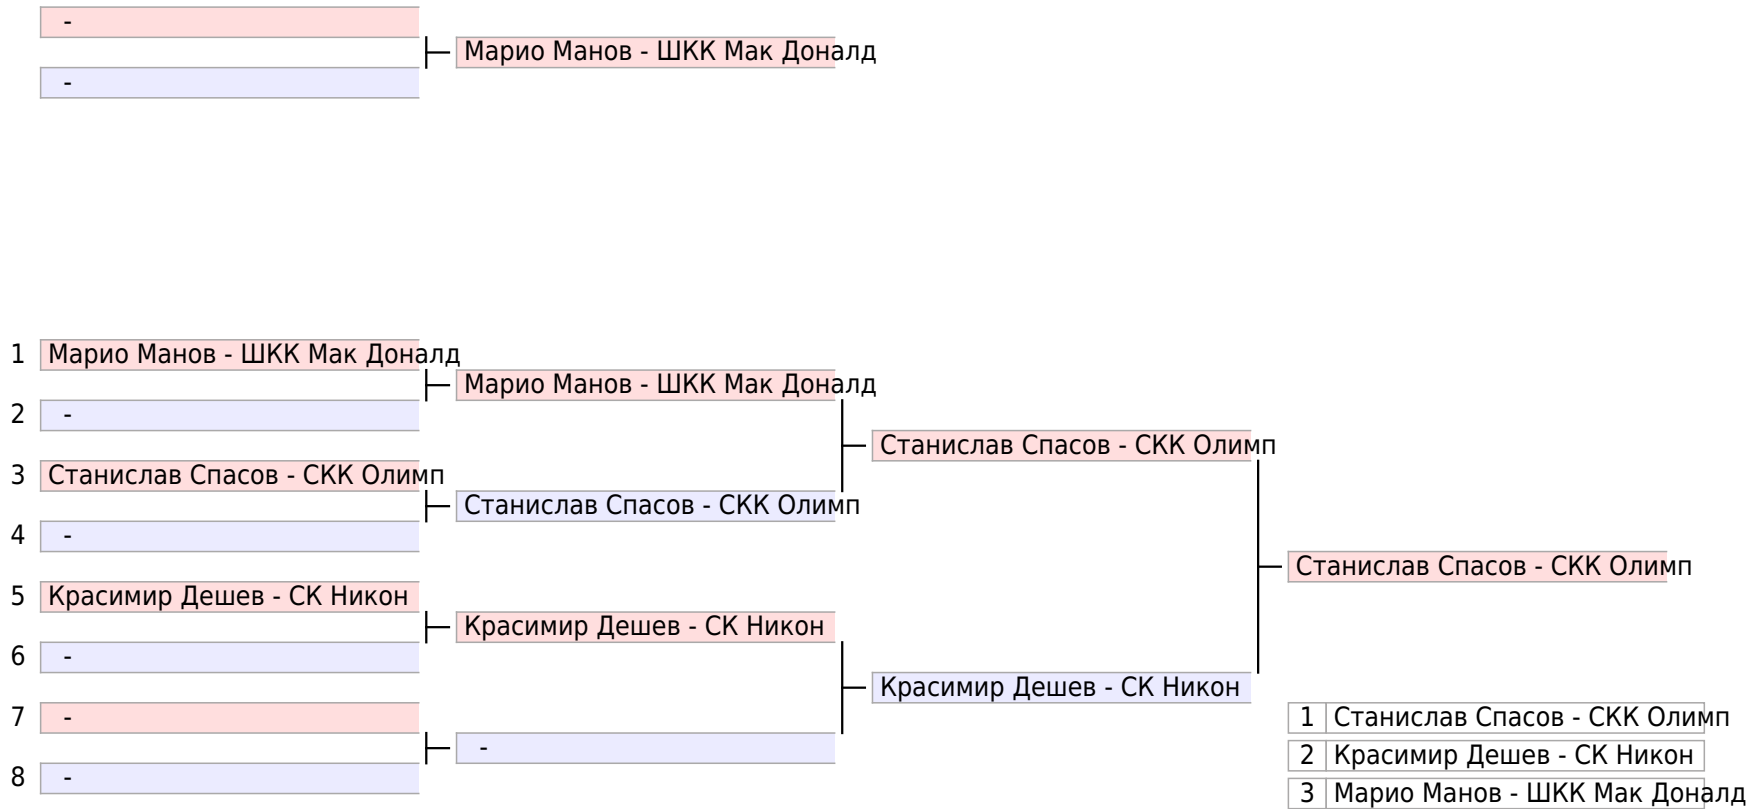 -
Марио Манов - ШКК Мак Доналд
-
1 Марио Манов - ШКК Мак Доналд
Марио Манов - ШКК Мак Доналд
2 -
Станислав Спасов - СКК Олимп
3 Станислав Спасов - СКК Олимп
Станислав Спасов - СКК Олимп
4 -
Станислав Спасов - СКК Олимп
5 Красимир Дешев - СК Никон
Красимир Дешев - СК Никон
6 -
Красимир Дешев - СК Никон
7 -
-
8 -
1 Станислав Спасов - СКК Олимп
2 Красимир Дешев - СК Никон
3 Марио Манов - ШКК Мак Доналд